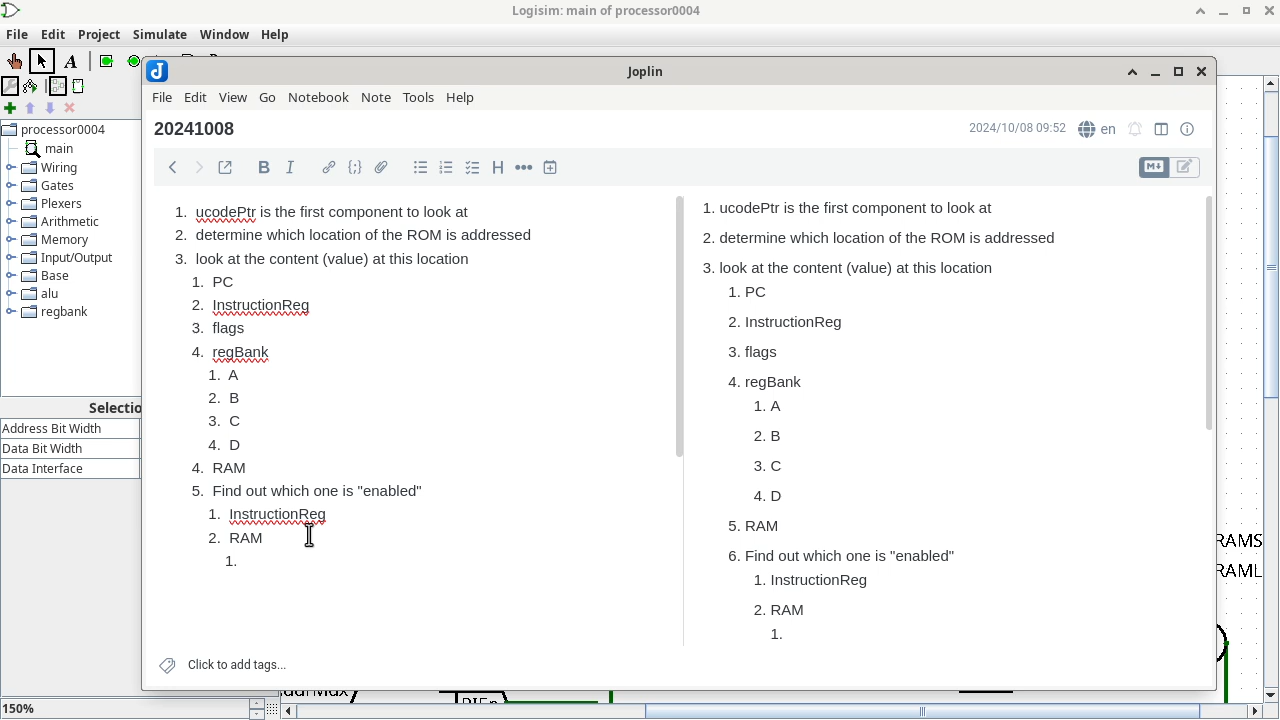 Logisim: main of processor0004
File Edit Project Simulate Window Help
A
Joplin
File Edit View Go Notebook Note Tools Help
20241008
2024/10/08 09:52 en
B I H M
processor0004
main
Wiring
Gates
Plexers
Arithmetic
Memory
Input/Output
Base
alu
regbank
Selectio
Address Bit Width
Data Bit Width
Data Interface
150%
1. ucodePtr is the first component to look at
2. determine which location of the ROM is addressed
3. look at the content (value) at this location
1. PC
2. InstructionReg
3. flags
4. regBank
1. A
2. B
3. C
4. D
4. RAM
5. Find out which one is "enabled"
1. InstructionReg
2. RAM
1.
1. ucodePtr is the first component to look at
2. determine which location of the ROM is addressed
3. look at the content (value) at this location
1. PC
2. InstructionReg
3. flags
4. regBank
1. A
2. B
3. C
4. D
5. RAM
6. Find out which one is "enabled"
1. InstructionReg
2. RAM
1.
Click to add tags...
RAMS
RAML